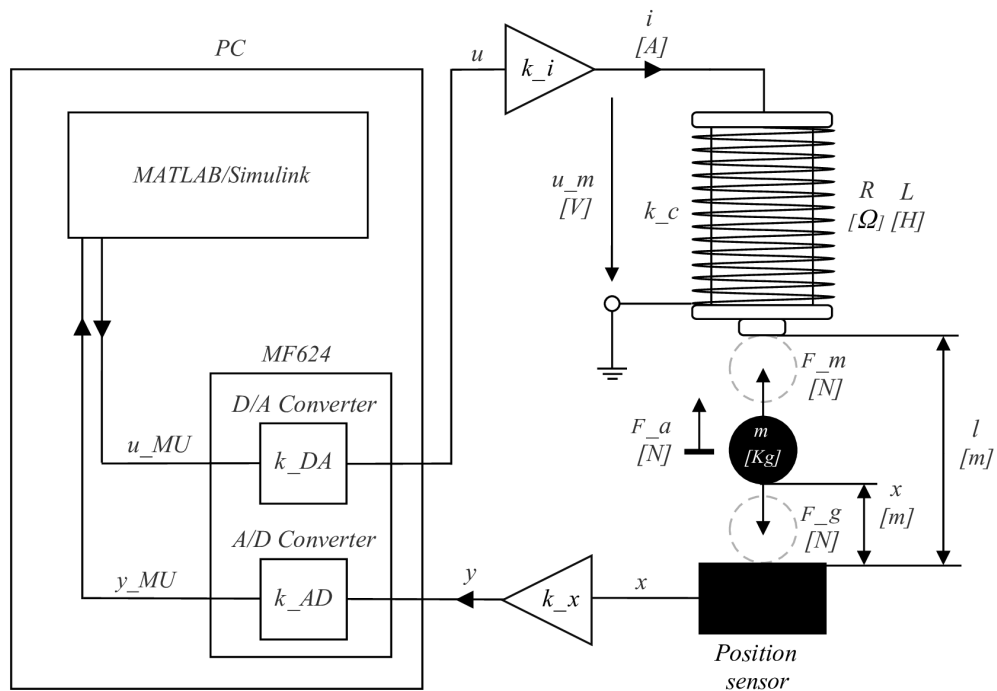 PC
u
k_i
i
[A]
MATLAB/Simulink
u_m
[V]
k_c
R L
[Ω] [H]
MF624
D/A Converter
u_MU
k_DA
F_m
[N]
F_a
[N]
m
[Kg]
l
[m]
x
[m]
F_g
[N]
A/D Converter
y_MU
k_AD
y
k_x
x
Position
sensor